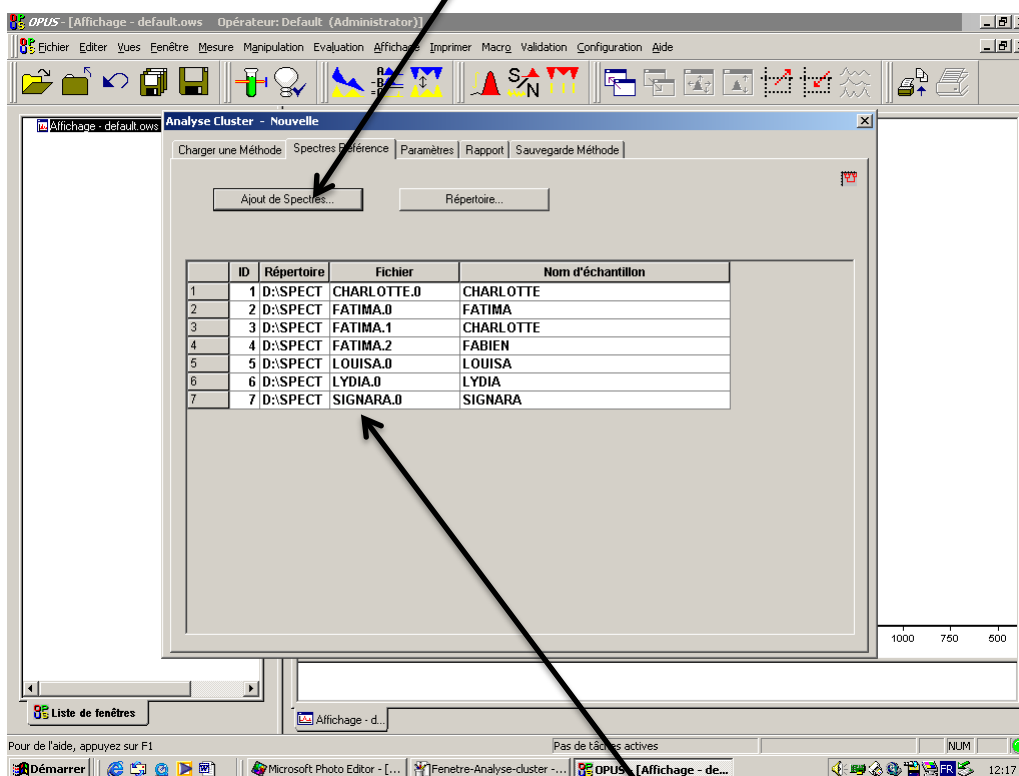 OPUS - [Affichage - default.ows Opérateur: Default (Administrator)]
Fichier Editer Vues Fenêtre Mesure Manipulation Evaluation Affichage Imprimer Macro Validation Configuration Aide
S/N
Affichage - default.ows
Analyse Cluster - Nouvelle
Charger une Méthode Spectres Référence Paramètres Rapport Sauvegarde Méthode
Ajout de Spectres... Répertoire...
ID Répertoire Fichier Nom d'échantillon
1 1 D:\SPECT CHARLOTTE.0 CHARLOTTE
2 2 D:\SPECT FATIMA.0 FATIMA
3 3 D:\SPECT FATIMA.1 CHARLOTTE
4 4 D:\SPECT FATIMA.2 FABIEN
5 5 D:\SPECT LOUISA.0 LOUISA
6 6 D:\SPECT LYDIA.0 LYDIA
7 7 D:\SPECT SIGNARA.0 SIGNARA
1000 750 500
Liste de fenêtres
Affichage - d...
Pour de l'aide, appuyez sur F1 Pas de tâches actives NUM
Démarrer Microsoft Photo Editor - [... Fenetre-Analyse-cluster -... OPUS - [Affichage - de... FR 12:17